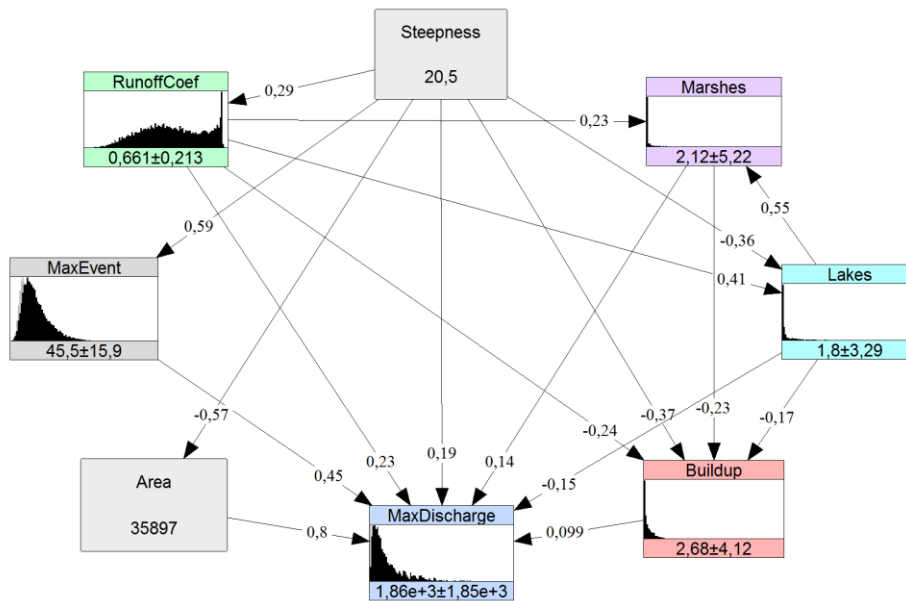 Steepness
20,5
RunoffCoef
0,661±0,213
Marshes
2,12±5,22
0,29
0,23
0,59
-0,36
0,55
0,41
MaxEvent
45,5±15,9
Lakes
1,8±3,29
-0,57
-0,24
-0,37
-0,23
-0,17
0,45
0,23
0,19
0,14
-0,15
Area
35897
0,8
MaxDischarge
1,86e+3±1,85e+3
0,099
Buildup
2,68±4,12